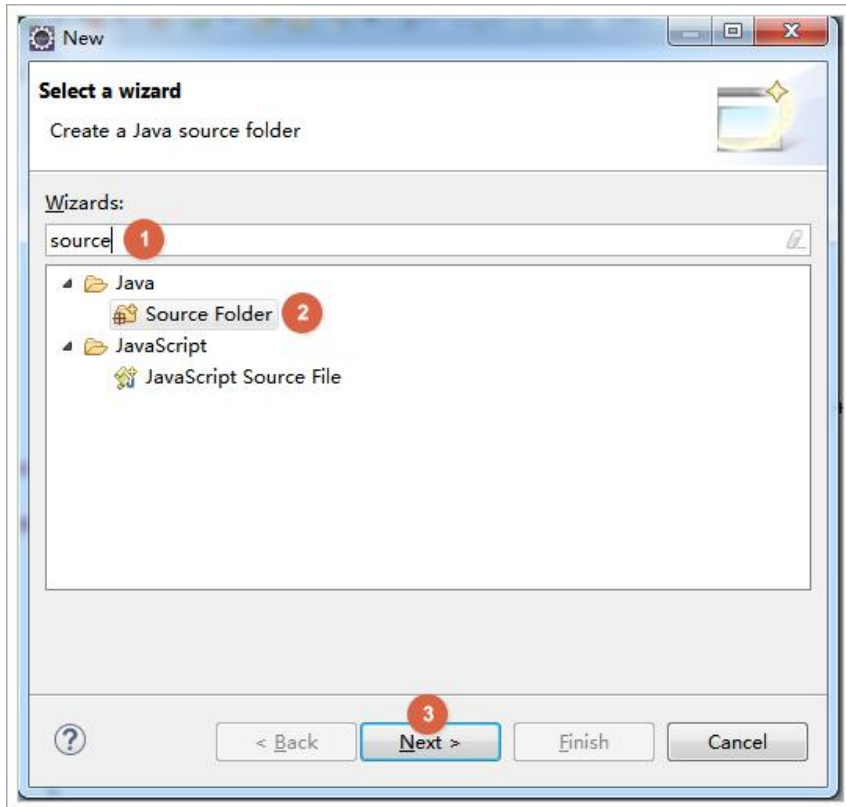 New
Select a wizard
Create a Java source folder
Wizards:
source 1
Java
Source Folder 2
JavaScript
JavaScript Source File
3
? < Back Next > Finish Cancel